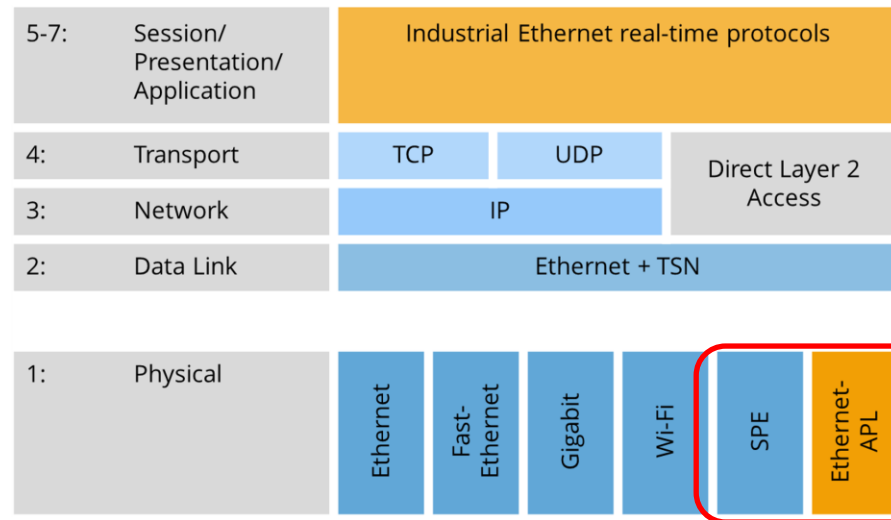 5-7: Session/ Industrial Ethernet real-time protocols
Presentation/
Application
4: Transport TCP UDP
Direct Layer 2
Access
3: Network IP
2: Data Link Ethernet + TSN
1: Physical
Ethernet
Fast-
Ethernet
Gigabit
Wi-Fi
SPE
Ethernet-
APL